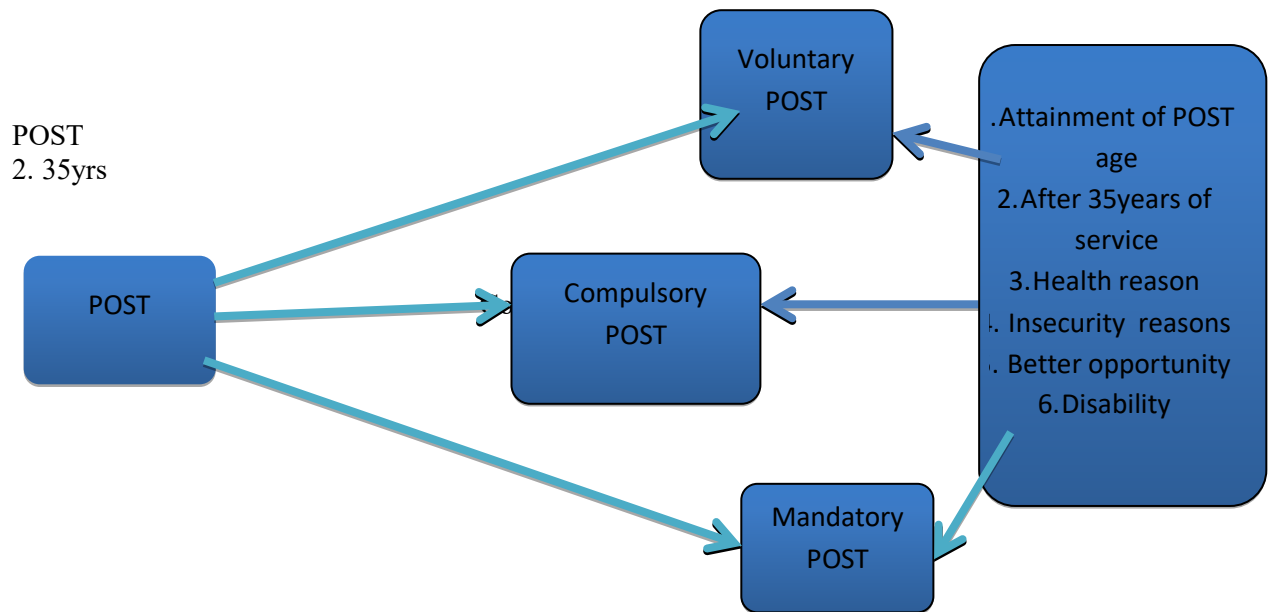 POST
2. 35yrs
POST
Voluntary
POST
Compulsory
POST
Mandatory
POST
.Attainment of POST
age
2.After 35years of
service
3.Health reason
. Insecurity reasons
. Better opportunity
6.Disability